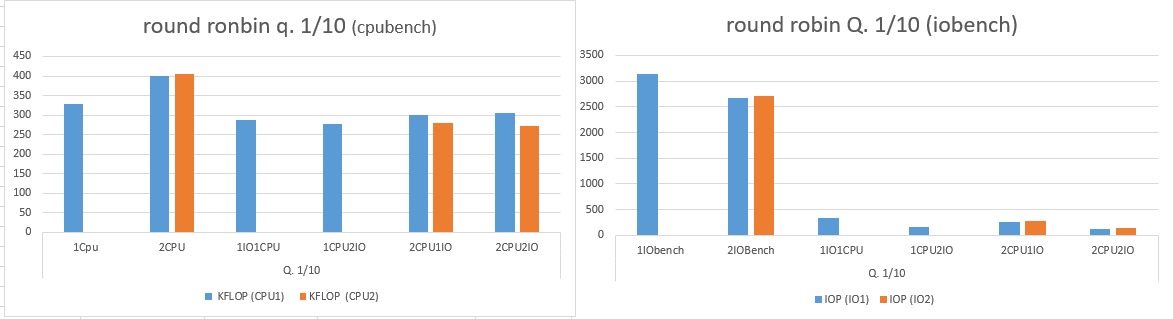 round ronbin q. 1/10 (cpubench)
450
400
350
300
250
200
150
100
50
0
1Cpu 2CPU 1IO1CPU 1CPU2IO 2CPU1IO 2CPU2IO
Q. 1/10
KFLOP (CPU1) KFLOP (CPU2)
round robin Q. 1/10 (iobench)
3500
3000
2500
2000
1500
1000
500
0
1IObench 2IOBench 1IO1CPU 1CPU2IO 2CPU1IO 2CPU2IO
Q. 1/10
IOP (IO1) IOP (IO2)